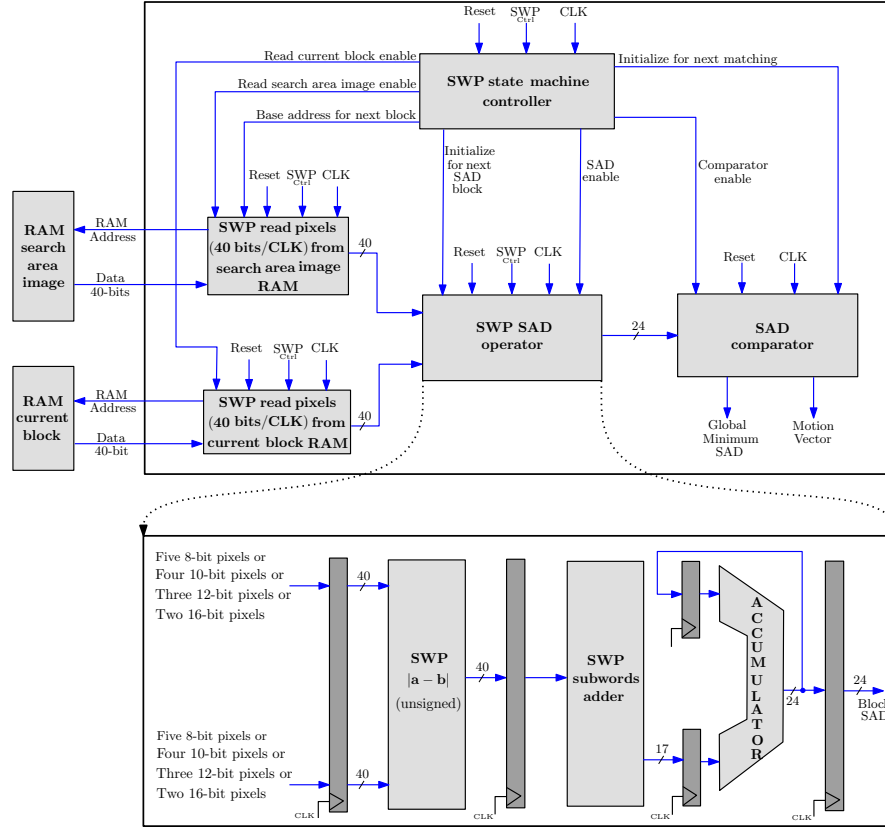 Reset SWP CLK
Ctrl
Read current block enable
Initialize for next matching
SWP state machine
controller
Read search area image enable
Base address for next block
Initialize
for next
SAD
block
SAD
enable
Comparator
enable
Reset SWP CLK
Ctrl
RAM
search
area
image
RAM
Address
Data
40-bits
SWP read pixels
(40 bits/CLK) from
search area image
RAM
40
Reset SWP CLK
Ctrl
Reset CLK
SWP SAD
operator
24
SAD
comparator
Reset SWP CLK
Ctrl
RAM
current
block
RAM
Address
Data
40-bit
SWP read pixels
(40 bits/CLK) from
current block RAM
40
Global
Minimum
SAD
Motion
Vector
Five 8-bit pixels or
Four 10-bit pixels or
Three 12-bit pixels or
Two 16-bit pixels
40
SWP
|a − b|
(unsigned)
40
SWP
subwords
adder
CLK
ACCUMULATOR
24
24
Block
SAD
17
Five 8-bit pixels or
Four 10-bit pixels or
Three 12-bit pixels or
Two 16-bit pixels
40
CLK
CLK
CLK